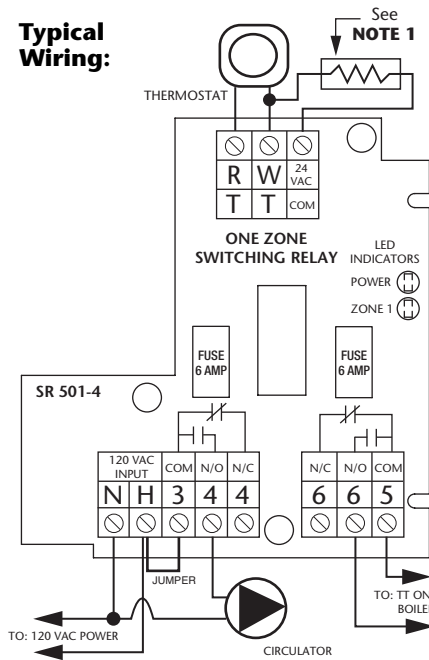 Typical
Wiring:
See
NOTE 1
THERMOSTAT
R W 24 VAC
T T COM
ONE ZONE
SWITCHING RELAY
LED
INDICATORS
POWER
ZONE 1
FUSE
6 AMP
FUSE
6 AMP
SR 501-4
120 VAC
INPUT
COM N/O N/C
N H 3 4 4
N/C N/O COM
6 6 5
JUMPER
TO: TT ON
BOILE
TO: 120 VAC POWER
CIRCULATOR